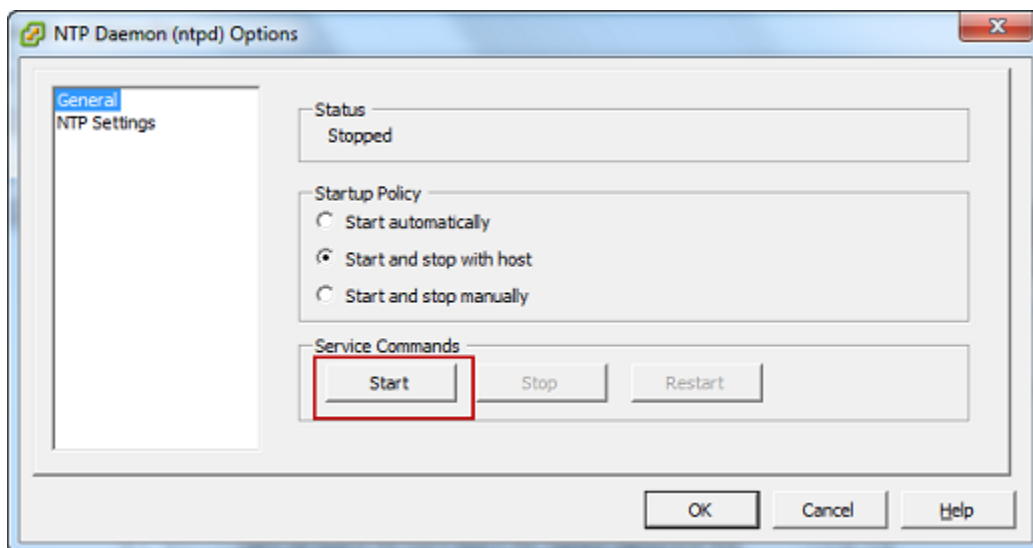 NTP Daemon (ntpd) Options
General
NTP Settings
Status
Stopped
Startup Policy
Start automatically
Start and stop with host
Start and stop manually
Service Commands
Start Stop Restart
OK Cancel Help